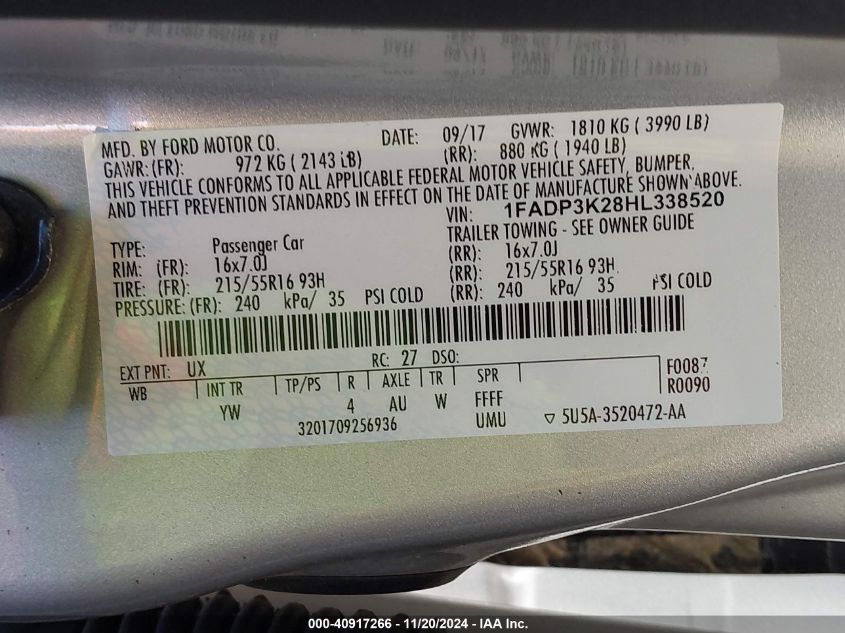 MFD. BY FORD MOTOR CO. DATE: 09/17 GVWR: 1810 KG ( 3990 LB)
GAWR: (FR): 972 KG ( 2143 LB) (RR): 880 KG ( 1940 LB)
THIS VEHICLE CONFORMS TO ALL APPLICABLE FEDERAL MOTOR VEHICLE SAFETY, BUMPER,
AND THEFT PREVENTION STANDARDS IN EFFECT ON THE DATE OF MANUFACTURE SHOWN ABOVE.
VIN: 1FADP3K28HL338520
TRAILER TOWING - SEE OWNER GUIDE
TYPE: Passenger Car
RIM: (FR): 16x7.0J (RR): 16x7.0J
TIRE: (FR): 215/55R16 93H (RR): 215/55R16 93H
PRESSURE: (FR): 240 kPa/ 35 PSI COLD (RR): 240 kPa/ 35 PSI COLD
EXT PNT: UX RC: 27 DSO:
WB INT TR TP/PS R AXLE TR SPR F0087
YW 4 AU W FFFF R0090
3201709256936 UMU ▽ 5U5A-3520472-AA
000-40917266 - 11/20/2024 - IAA Inc.